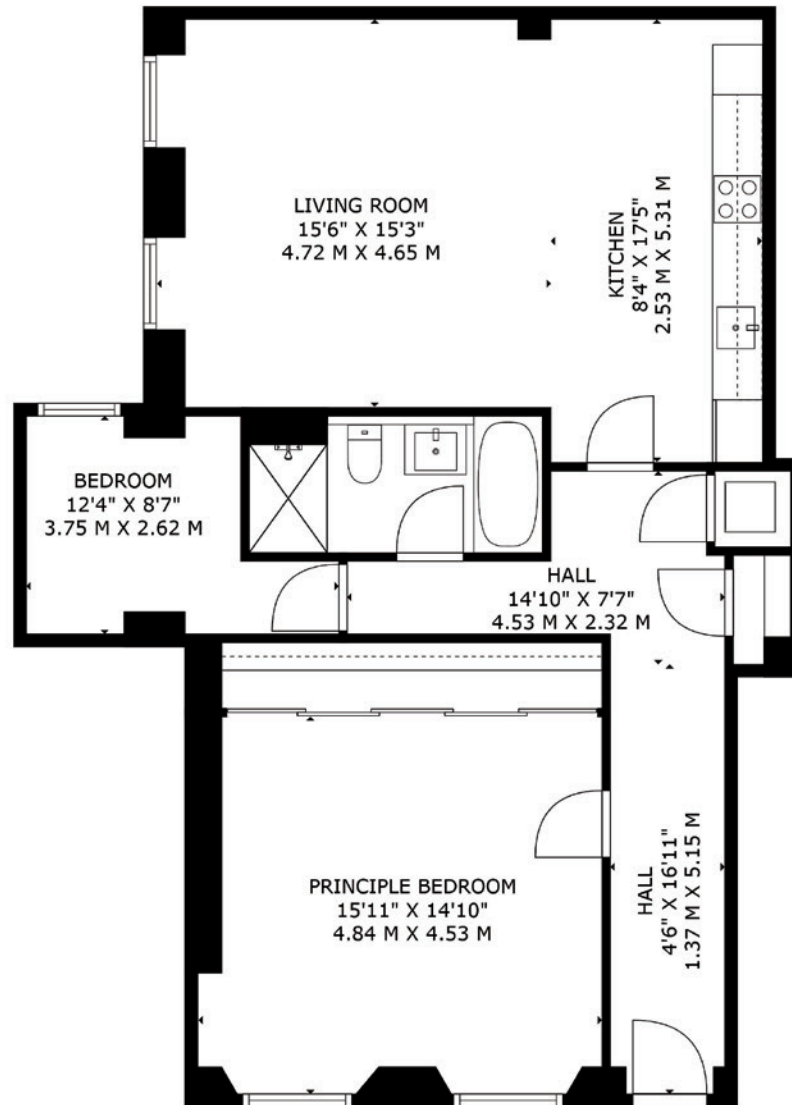 LIVING ROOM
15'6" X 15'3"
4.72 M X 4.65 M
KITCHEN
8'4" X 17'5"
2.53 M X 5.31 M
BEDROOM
12'4" X 8'7"
3.75 M X 2.62 M
HALL
14'10" X 7'7"
4.53 M X 2.32 M
PRINCIPLE BEDROOM
15'11" X 14'10"
4.84 M X 4.53 M
HALL
4'6" X 16'11"
1.37 M X 5.15 M